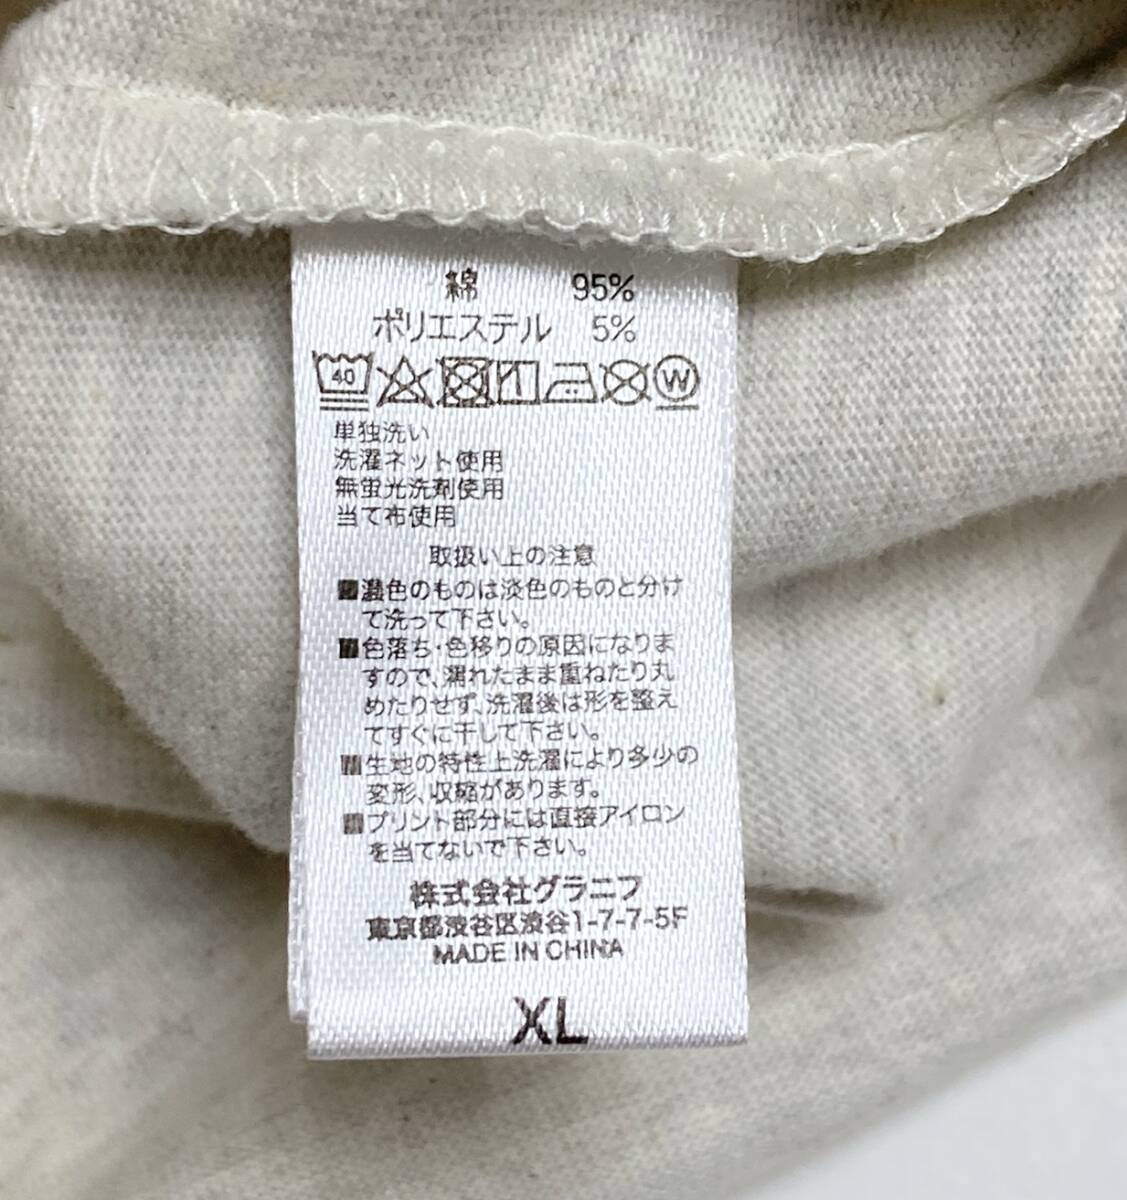 綿 95%
ポリエステル 5%
40 W
単独洗い
洗濯ネット使用
無蛍光洗剤使用
当て布使用
取扱い上の注意
■濃色のものは淡色のものと分け
て洗って下さい。
■色落ち・色移りの原因になりま
すので、濡れたまま重ねたり丸
めたりせず、洗濯後は形を整え
てすぐに干して下さい。
■生地の特性上洗濯により多少の
変形、収縮があります。
■プリント部分には直接アイロン
を当てないで下さい。
株式会社グラニフ
東京都渋谷区渋谷1-7-7-5F
MADE IN CHINA
XL